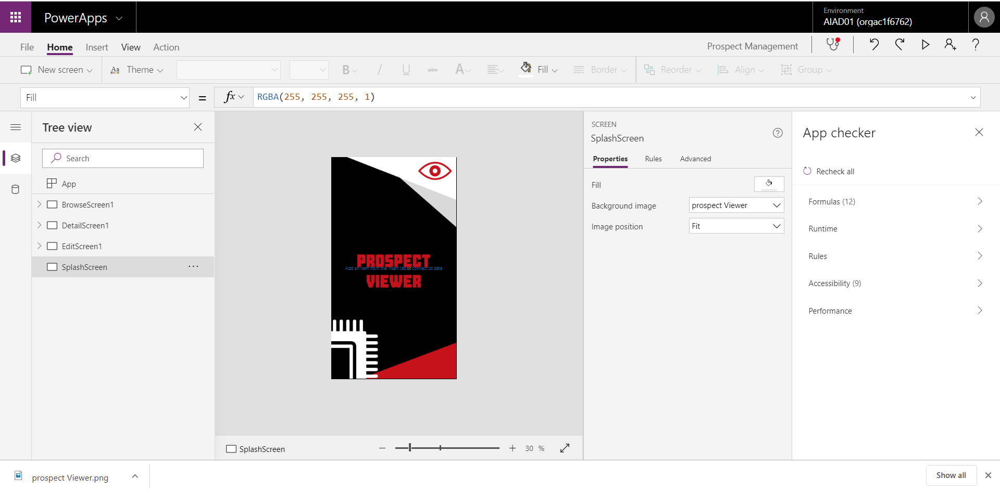 PowerApps
Environment
AIAD01 (orgac1f6762)
File Home Insert View Action
Prospect Management
New screen Theme B / U abc A Fill Border Reorder Align Group
Fill = fx RGBA(255, 255, 255, 1)
Tree view
Search
App
BrowseScreen1
DetailScreen1
EditScreen1
SplashScreen ...
PROSPECT
Add an item from the insert tab or connect to data
VIEWER
SplashScreen 30 %
SCREEN
SplashScreen
Properties Rules Advanced
Fill
Background image prospect Viewer
Image position Fit
App checker
Recheck all
Formulas (12)
Runtime
Rules
Accessibility (9)
Performance
prospect Viewer.png
Show all